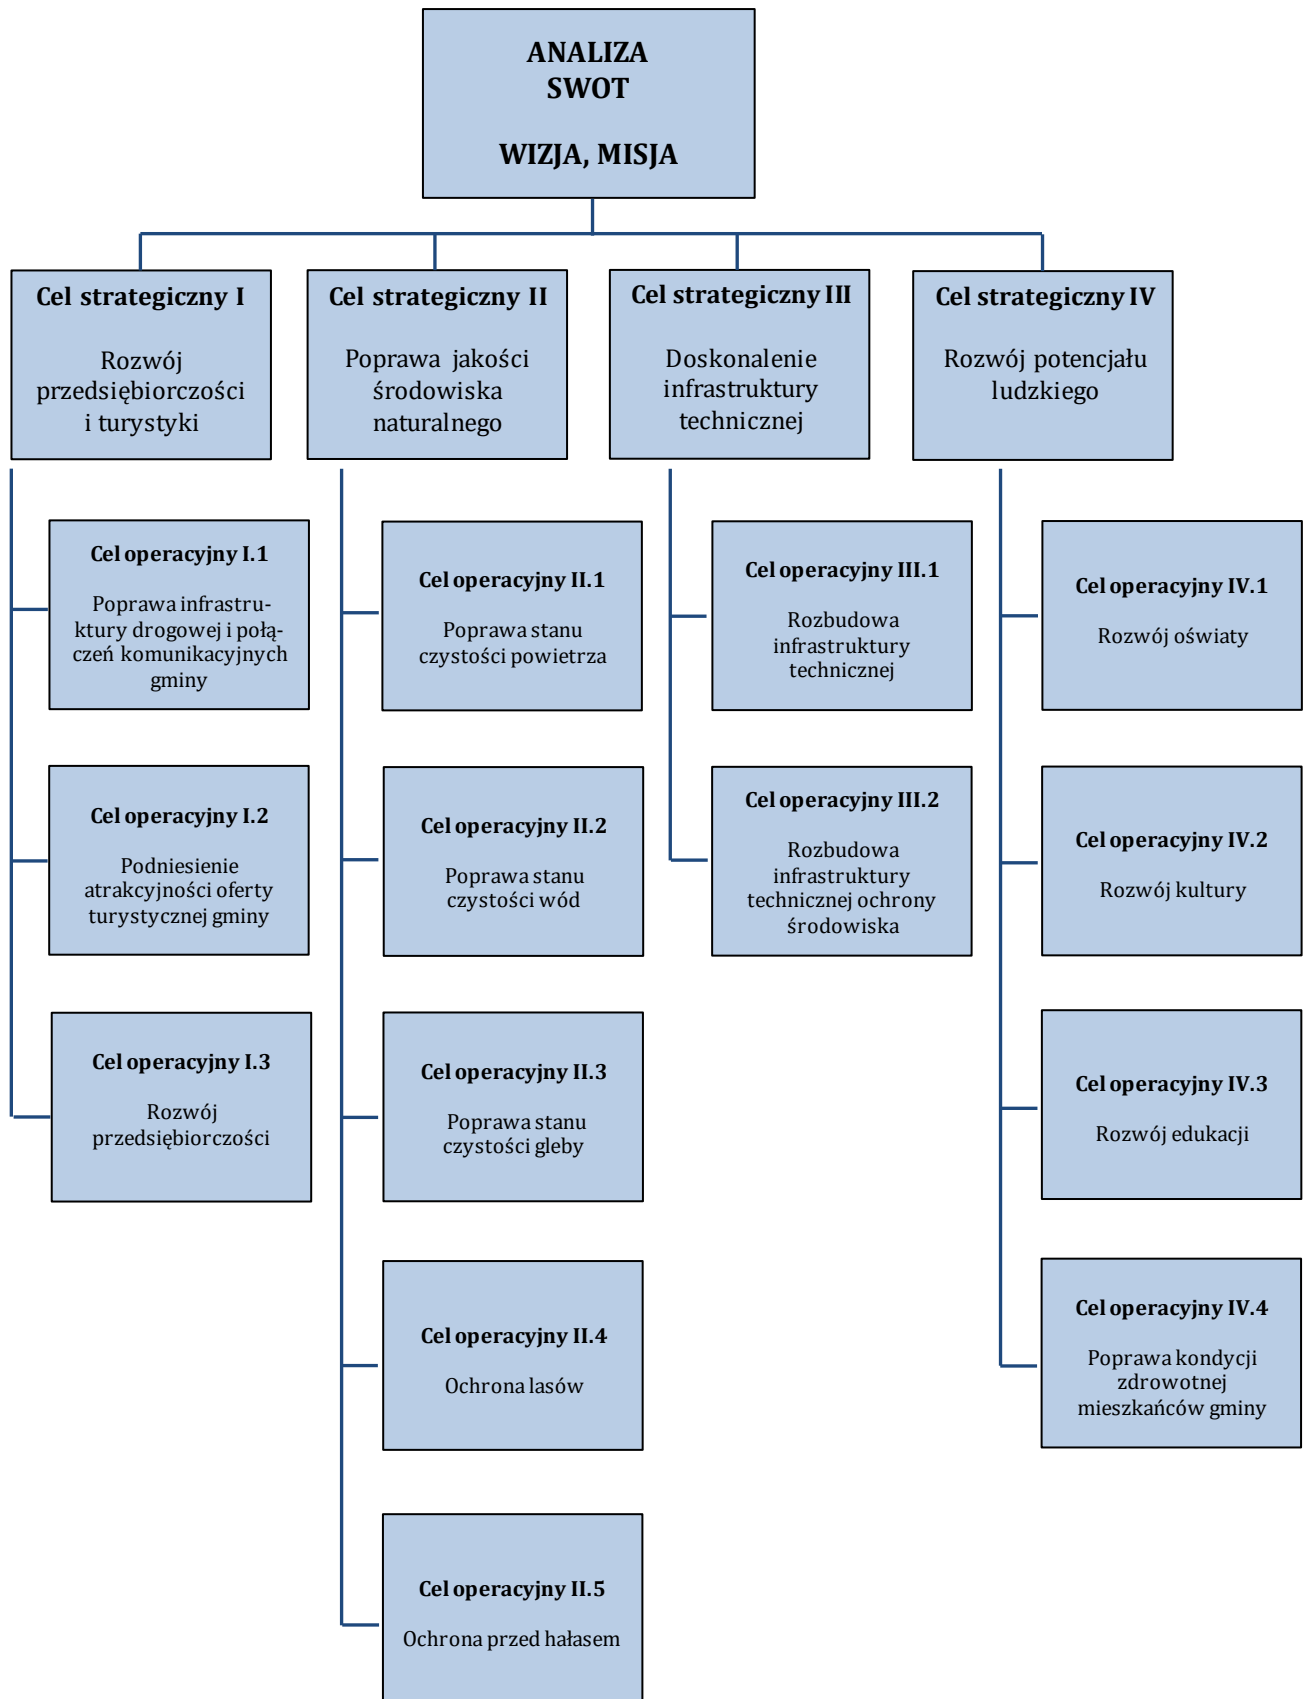 ANALIZA
SWOT
WIZJA, MISJA
Cel strategiczny I
Rozwój
przedsiębiorczości
i turystyki
Cel strategiczny II
Poprawa jakości
środowiska
naturalnego
Cel strategiczny III
Doskonalenie
infrastruktury
technicznej
Cel strategiczny IV
Rozwój potencjału
ludzkiego
Cel operacyjny I.1
Poprawa infrastru-
ktury drogowej i połą-
czeń komunikacyjnych
gminy
Cel operacyjny I.2
Podniesienie
atrakcyjności oferty
turystycznej gminy
Cel operacyjny I.3
Rozwój
przedsiębiorczości
Cel operacyjny II.1
Poprawa stanu
czystości powietrza
Cel operacyjny II.2
Poprawa stanu
czystości wód
Cel operacyjny II.3
Poprawa stanu
czystości gleby
Cel operacyjny II.4
Ochrona lasów
Cel operacyjny II.5
Ochrona przed hałasem
Cel operacyjny III.1
Rozbudowa
infrastruktury
technicznej
Cel operacyjny III.2
Rozbudowa
infrastruktury
technicznej ochrony
środowiska
Cel operacyjny IV.1
Rozwój oświaty
Cel operacyjny IV.2
Rozwój kultury
Cel operacyjny IV.3
Rozwój edukacji
Cel operacyjny IV.4
Poprawa kondycji
zdrowotnej
mieszkańców gminy